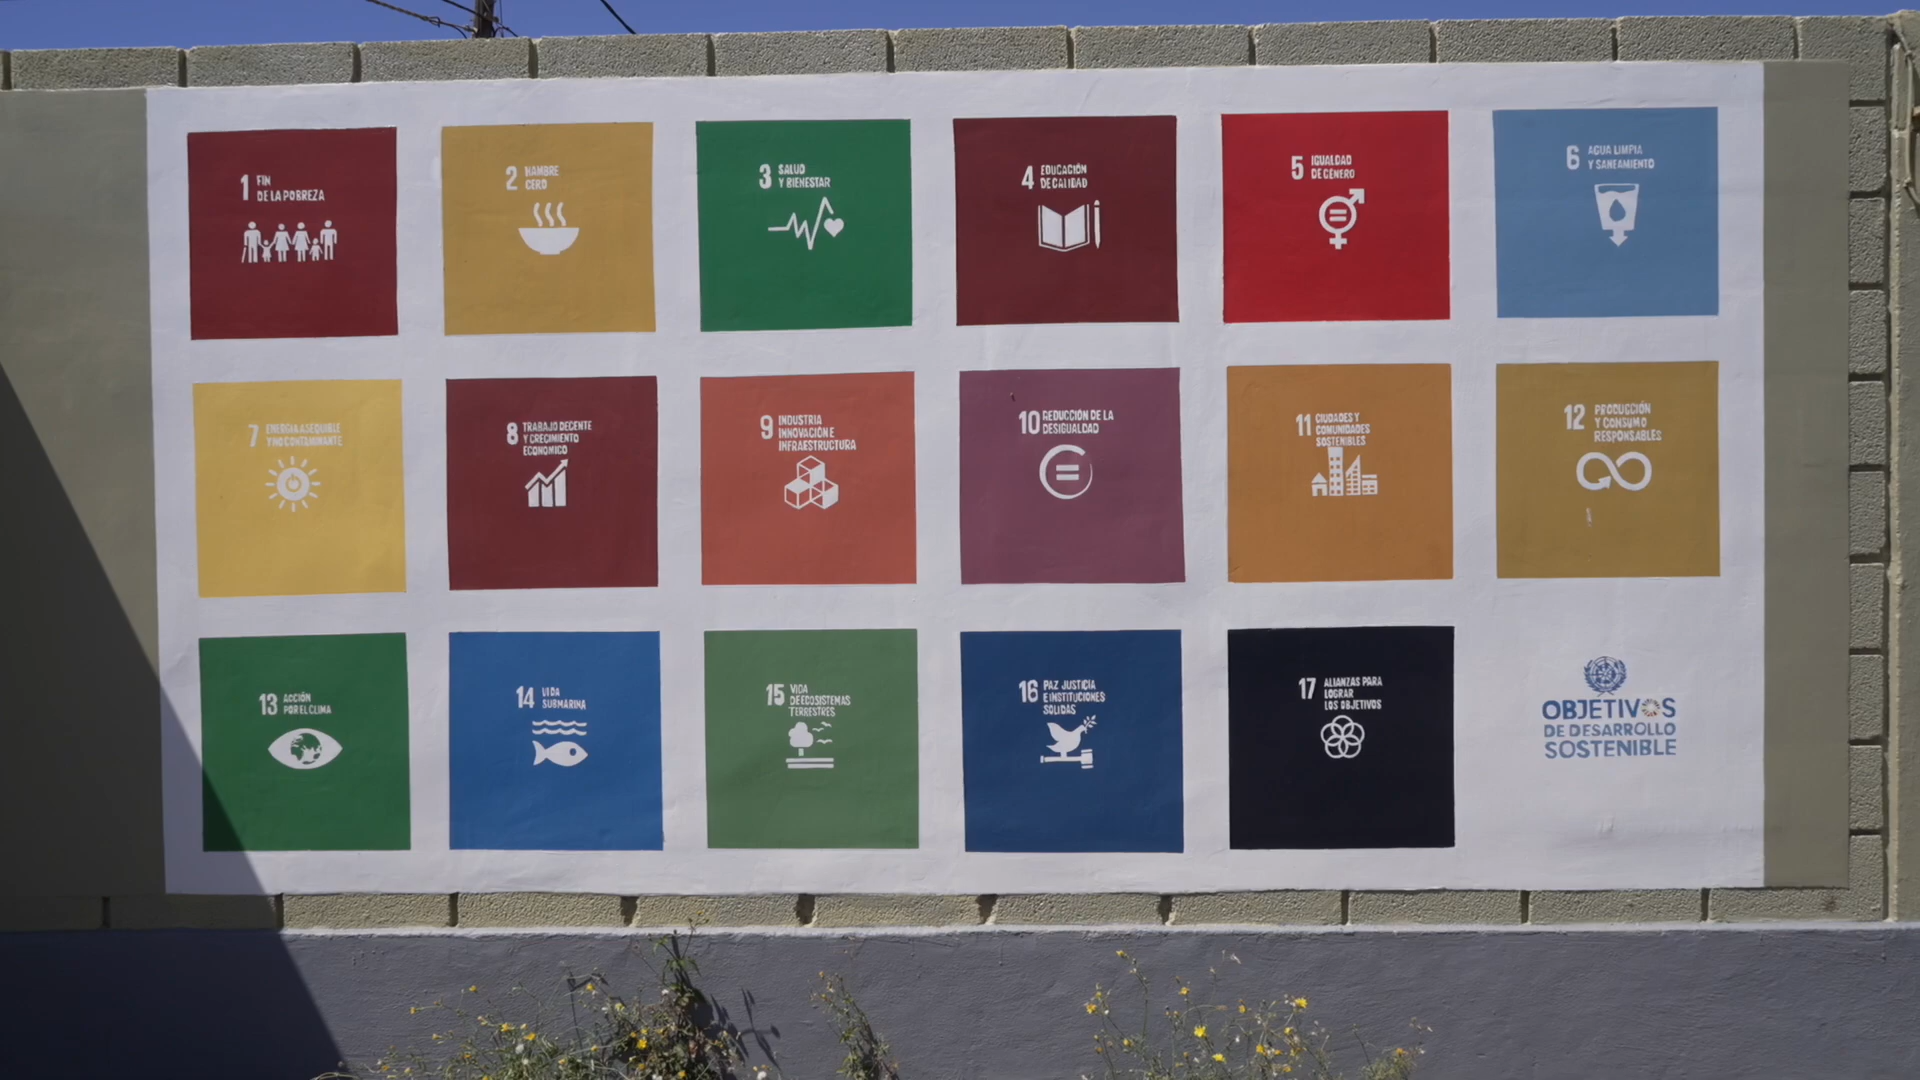 1 FIN
DE LA POBREZA
2 HAMBRE
CERO
3 SALUD
Y BIENESTAR
4 EDUCACIÓN
DE CALIDAD
5 IGUALDAD
DE GÉNERO
6 AGUA LIMPIA
Y SANEAMIENTO
7 ENERGIA ASEQUIBLE
Y NO CONTAMINANTE
8 TRABAJO DECENTE
Y CRECIMIENTO
ECONOMICO
9 INDUSTRIA
INNOVACIÓN E
INFRAESTRUCTURA
10 REDUCCIÓN DE LA
DESIGUALDAD
11 CIUDADES Y
COMUNIDADES
SOSTENIBLES
12 PRODUCCIÓN
Y CONSUMO
RESPONSABLES
13 ACCIÓN
POR EL CLIMA
14 VIDA
SUBMARINA
15 VIDA
DE ECOSISTEMAS
TERRESTRES
16 PAZ JUSTICIA
E INSTITUCIONES
SOLIDAS
17 ALIANZAS PARA
LOGRAR
LOS OBJETIVOS
OBJETIVOS
DE DESARROLLO
SOSTENIBLE